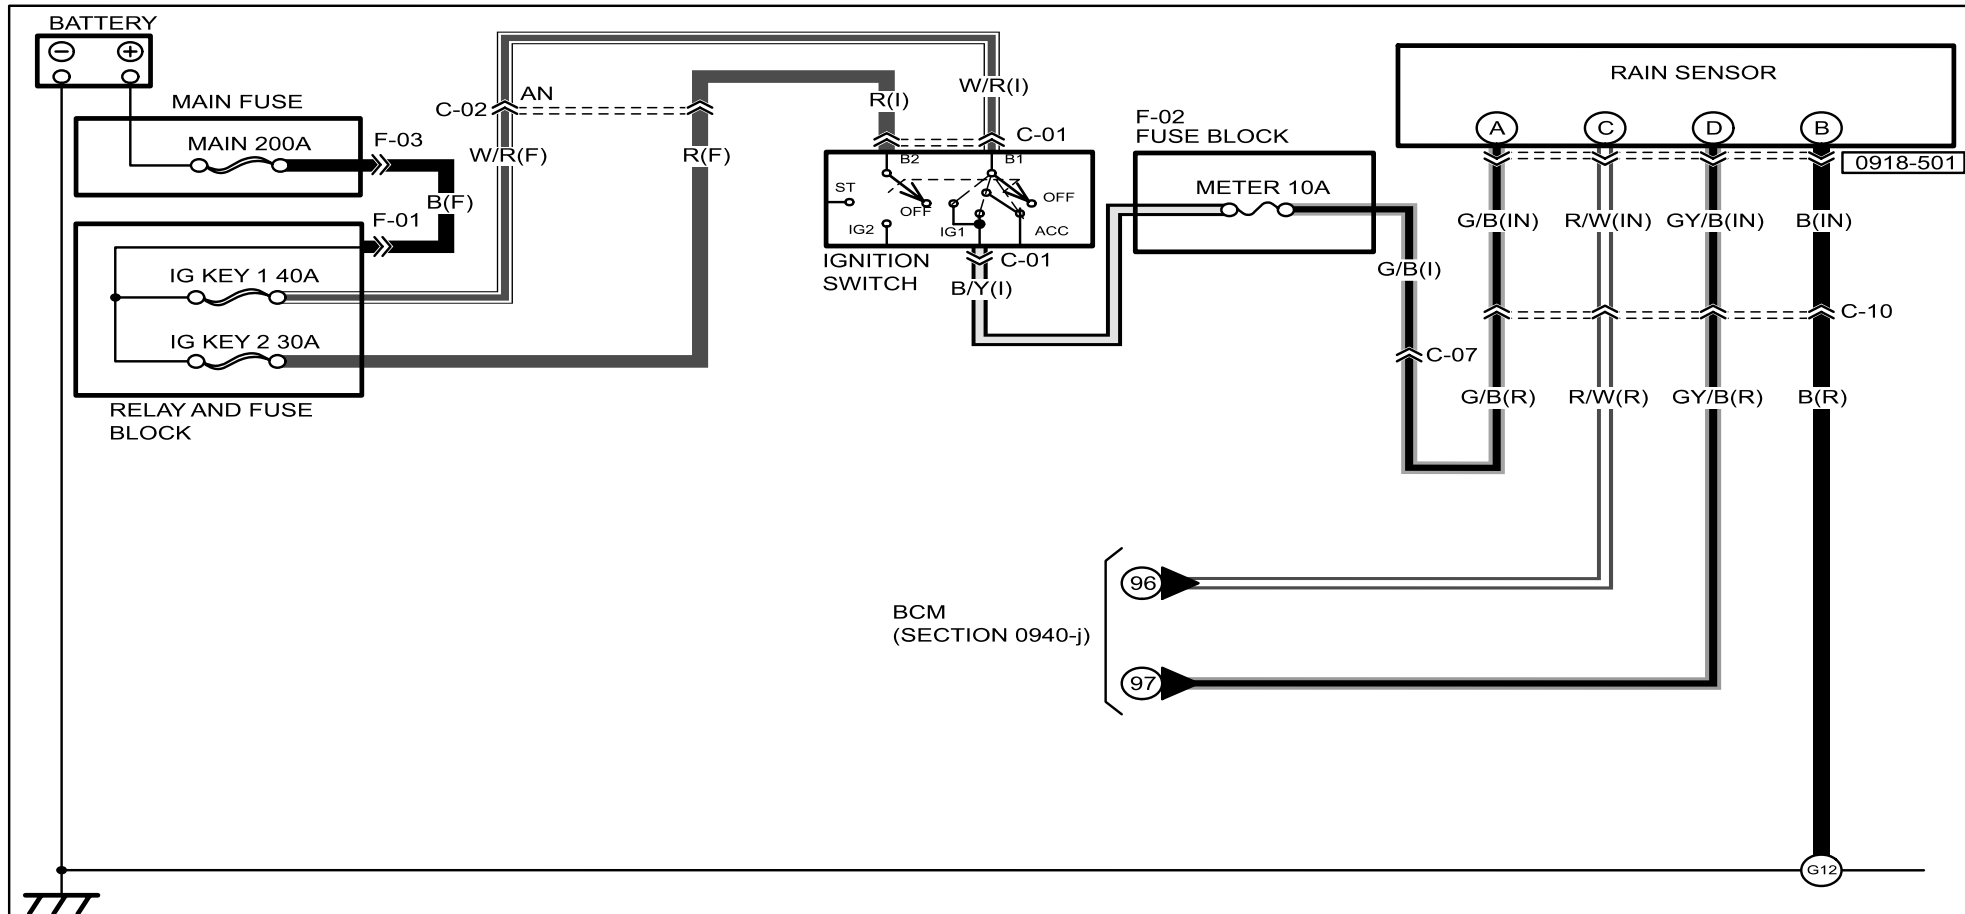 BATTERY
− +
MAIN FUSE
MAIN 200A
F-03
B(F)
F-01
IG KEY 1 40A
IG KEY 2 30A
RELAY AND FUSE
BLOCK
C-02
AN
W/R(F)
R(F)
R(I)
W/R(I)
C-01
B2
B1
ST
OFF
OFF
IG2
IG1
ACC
IGNITION
SWITCH
C-01
B/Y(I)
F-02
FUSE BLOCK
METER 10A
G/B(I)
C-07
RAIN SENSOR
A C D B
0918-501
G/B(IN) R/W(IN) GY/B(IN) B(IN)
C-10
G/B(R) R/W(R) GY/B(R) B(R)
BCM
(SECTION 0940-j)
96
97
G12